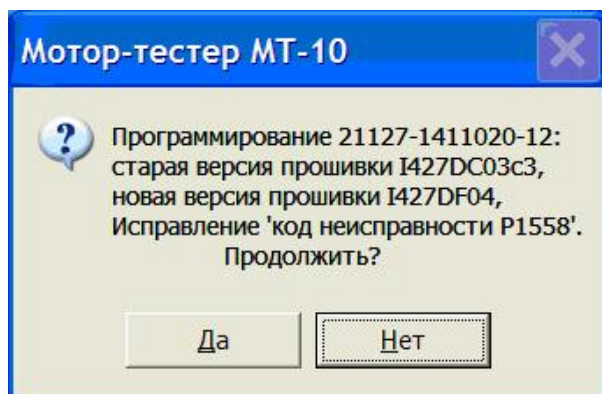 Мотор-тестер МТ-10
Программирование 21127-1411020-12:
старая версия прошивки I427DC03c3,
новая версия прошивки I427DF04,
Исправление 'код неисправности P1558'.
Продолжить?
Да
Нет